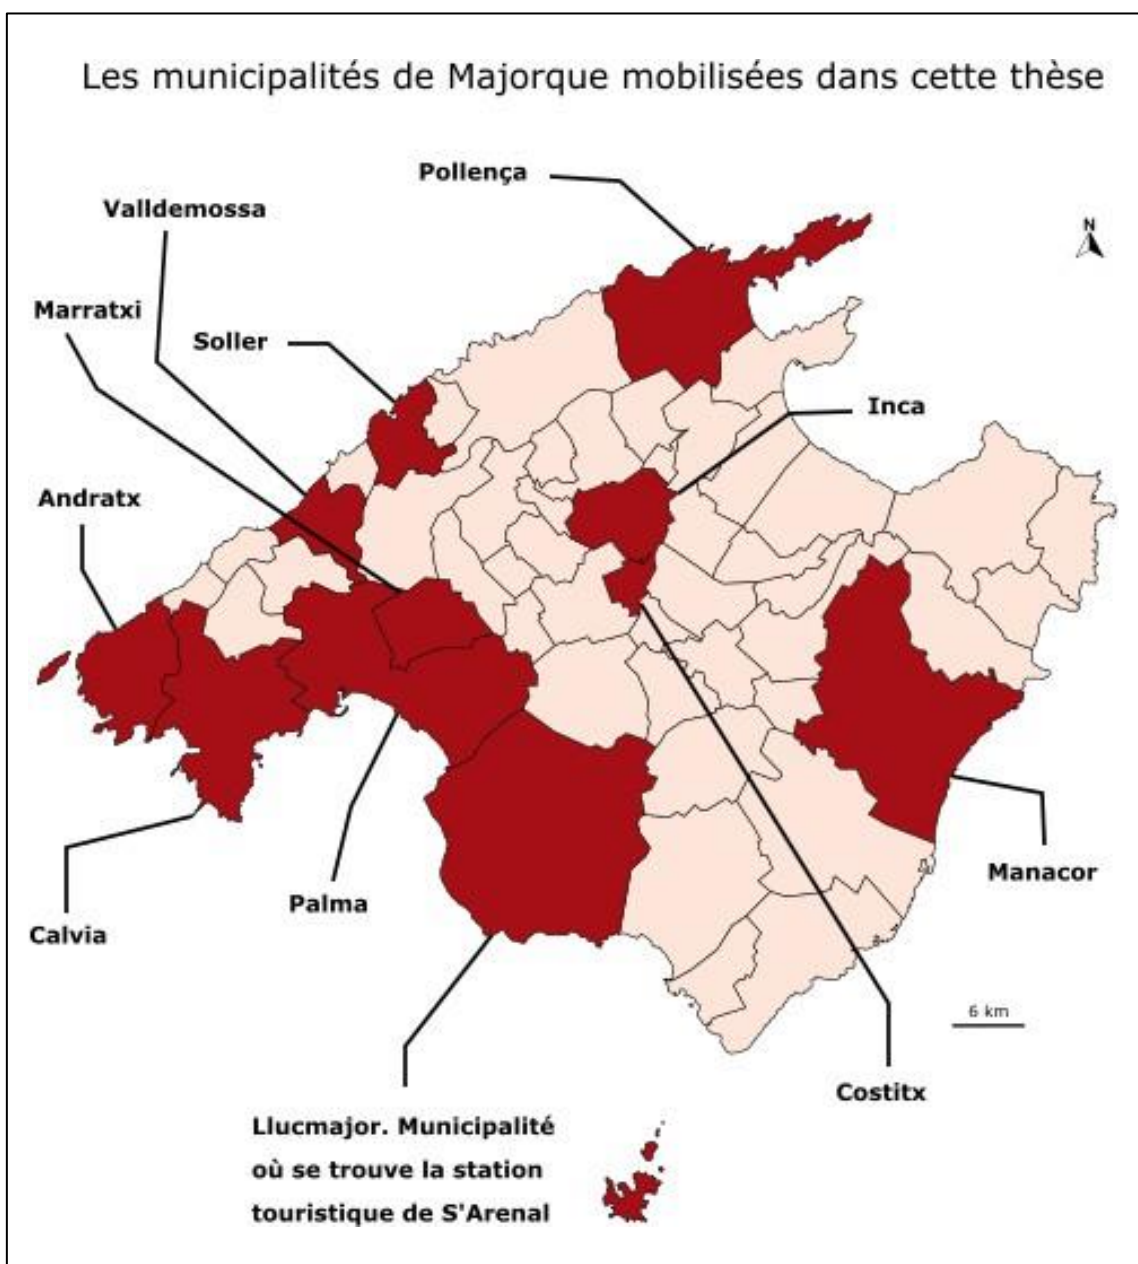 Les municipalités de Majorque mobilisées dans cette thèse
Pollença
Valldemossa
N
Marratxi
Soller
Inca
Andratx
Manacor
Palma
Calvia
6 km
Costitx
Llucmajor. Municipalité
où se trouve la station
touristique de S'Arenal